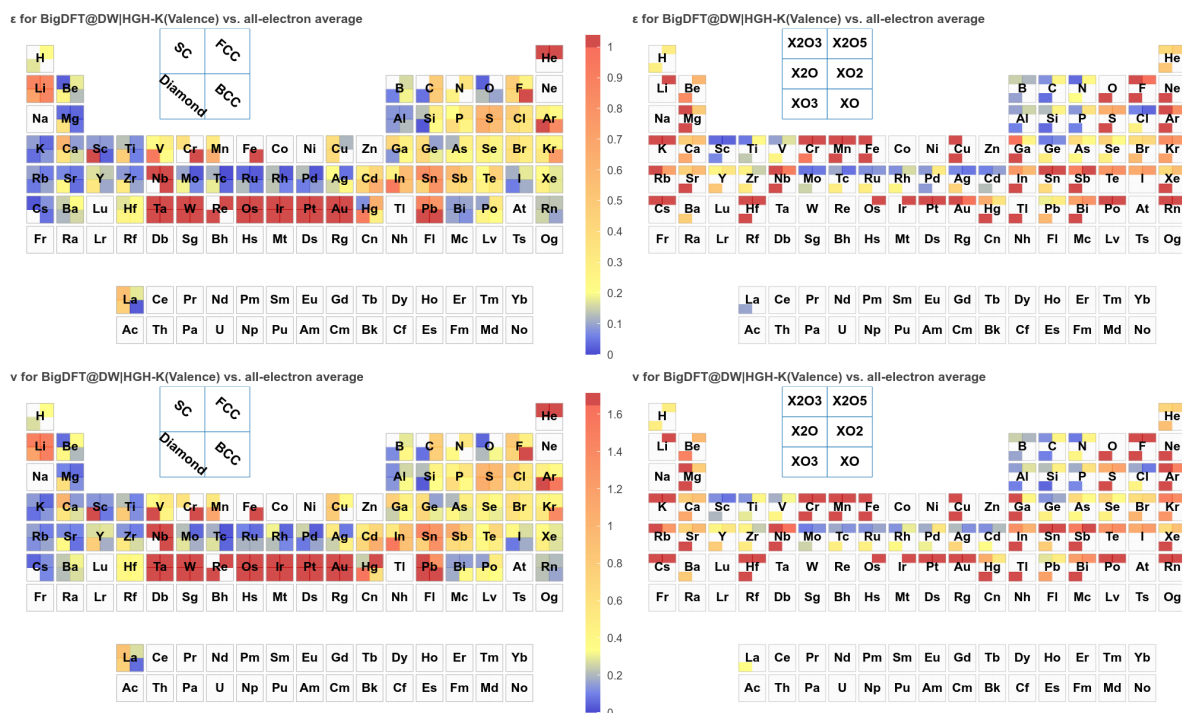 ε for BigDFT@DW|HGH-K(Valence) vs. all-electron average
SC FCC
Diamond BCC
H He
Li Be B C N O F Ne
Na Mg Al Si P S Cl Ar
K Ca Sc Ti V Cr Mn Fe Co Ni Cu Zn Ga Ge As Se Br Kr
Rb Sr Y Zr Nb Mo Tc Ru Rh Pd Ag Cd In Sn Sb Te I Xe
Cs Ba Lu Hf Ta W Re Os Ir Pt Au Hg Tl Pb Bi Po At Rn
Fr Ra Lr Rf Db Sg Bh Hs Mt Ds Rg Cn Nh Fl Mc Lv Ts Og
La Ce Pr Nd Pm Sm Eu Gd Tb Dy Ho Er Tm Yb
Ac Th Pa U Np Pu Am Cm Bk Cf Es Fm Md No
1
0.9
0.8
0.7
0.6
0.5
0.4
0.3
0.2
0.1
0
ε for BigDFT@DW|HGH-K(Valence) vs. all-electron average
X2O3 X2O5
X2O XO2
XO3 XO
H He
Li Be B C N O F Ne
Na Mg Al Si P S Cl Ar
K Ca Sc Ti V Cr Mn Fe Co Ni Cu Zn Ga Ge As Se Br Kr
Rb Sr Y Zr Nb Mo Tc Ru Rh Pd Ag Cd In Sn Sb Te I Xe
Cs Ba Lu Hf Ta W Re Os Ir Pt Au Hg Tl Pb Bi Po At Rn
Fr Ra Lr Rf Db Sg Bh Hs Mt Ds Rg Cn Nh Fl Mc Lv Ts Og
La Ce Pr Nd Pm Sm Eu Gd Tb Dy Ho Er Tm Yb
Ac Th Pa U Np Pu Am Cm Bk Cf Es Fm Md No
ν for BigDFT@DW|HGH-K(Valence) vs. all-electron average
SC FCC
Diamond BCC
H He
Li Be B C N O F Ne
Na Mg Al Si P S Cl Ar
K Ca Sc Ti V Cr Mn Fe Co Ni Cu Zn Ga Ge As Se Br Kr
Rb Sr Y Zr Nb Mo Tc Ru Rh Pd Ag Cd In Sn Sb Te I Xe
Cs Ba Lu Hf Ta W Re Os Ir Pt Au Hg Tl Pb Bi Po At Rn
Fr Ra Lr Rf Db Sg Bh Hs Mt Ds Rg Cn Nh Fl Mc Lv Ts Og
La Ce Pr Nd Pm Sm Eu Gd Tb Dy Ho Er Tm Yb
Ac Th Pa U Np Pu Am Cm Bk Cf Es Fm Md No
1.6
1.4
1.2
1
0.8
0.6
0.4
0.2
0
ν for BigDFT@DW|HGH-K(Valence) vs. all-electron average
X2O3 X2O5
X2O XO2
XO3 XO
H He
Li Be B C N O F Ne
Na Mg Al Si P S Cl Ar
K Ca Sc Ti V Cr Mn Fe Co Ni Cu Zn Ga Ge As Se Br Kr
Rb Sr Y Zr Nb Mo Tc Ru Rh Pd Ag Cd In Sn Sb Te I Xe
Cs Ba Lu Hf Ta W Re Os Ir Pt Au Hg Tl Pb Bi Po At Rn
Fr Ra Lr Rf Db Sg Bh Hs Mt Ds Rg Cn Nh Fl Mc Lv Ts Og
La Ce Pr Nd Pm Sm Eu Gd Tb Dy Ho Er Tm Yb
Ac Th Pa U Np Pu Am Cm Bk Cf Es Fm Md No